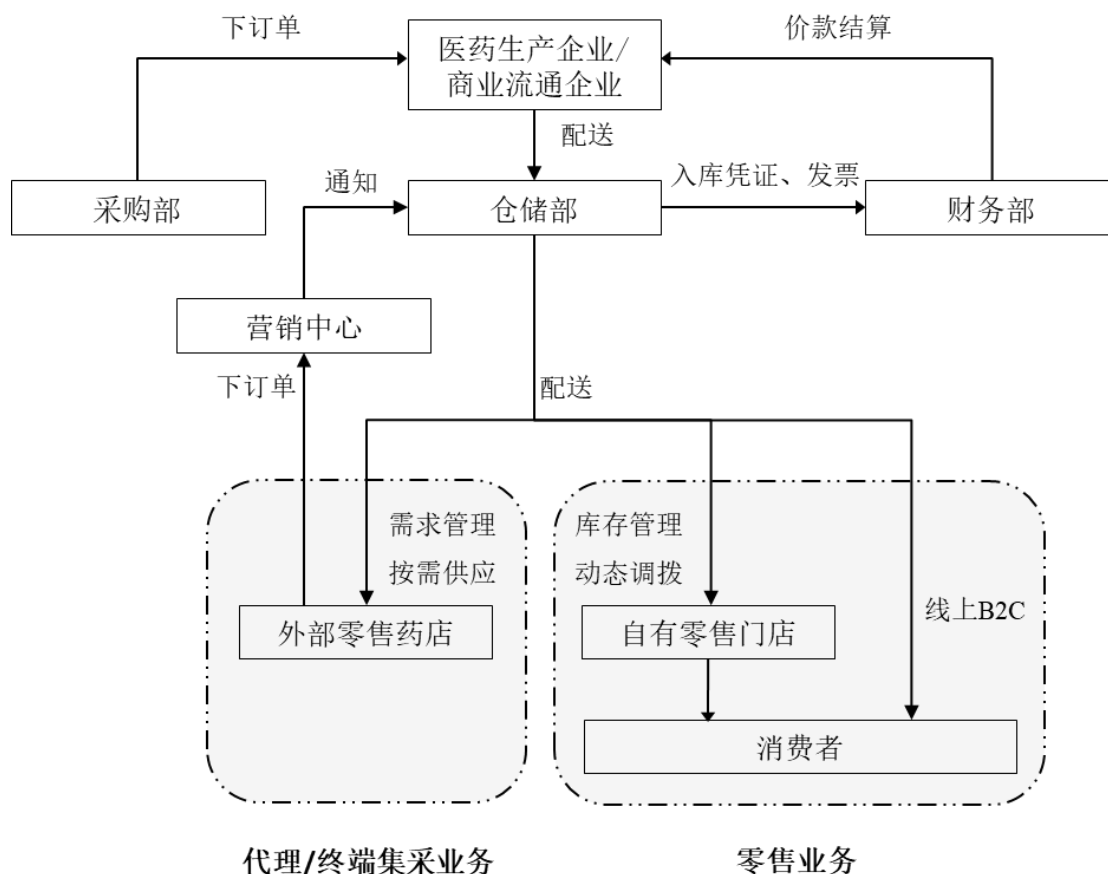 下订单
医药生产企业/
商业流通企业
价款结算
配送
采购部
通知
仓储部
入库凭证、发票
财务部
营销中心
下订单
配送
需求管理
按需供应
库存管理
动态调拨
外部零售药店
自有零售门店
线上B2C
消费者
代理/终端集采业务
零售业务